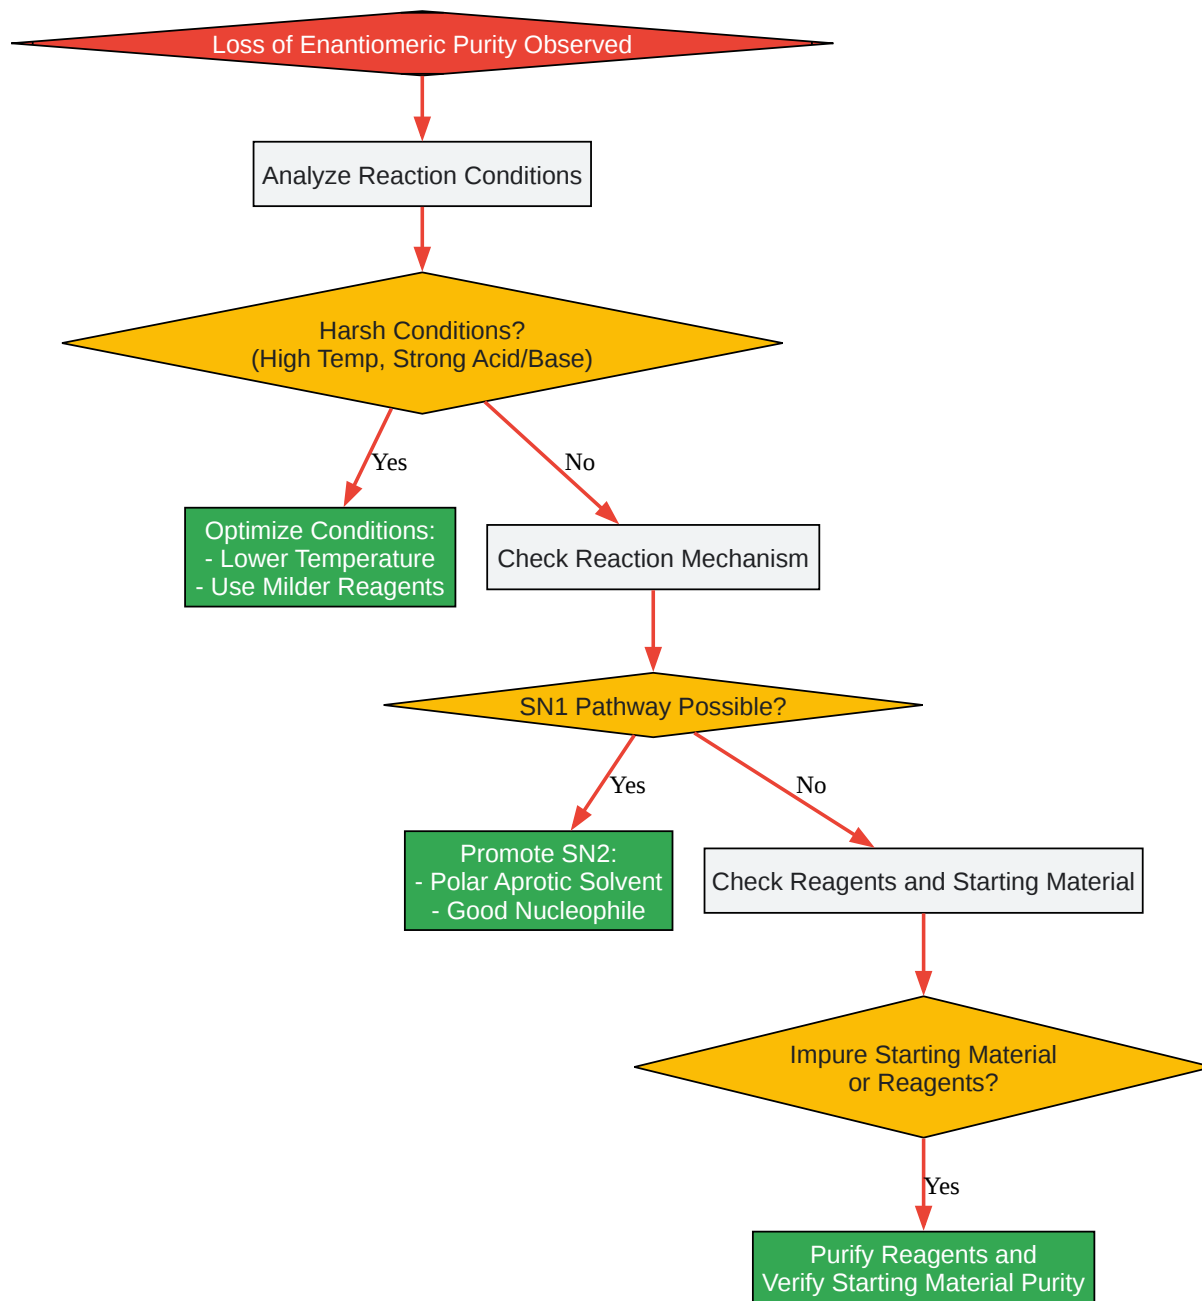 Loss of Enantiomeric Purity Observed
Analyze Reaction Conditions
Harsh Conditions?
(High Temp, Strong Acid/Base)
Yes
No
Optimize Conditions:
- Lower Temperature
- Use Milder Reagents
Check Reaction Mechanism
SN1 Pathway Possible?
Yes
No
Promote SN2:
- Polar Aprotic Solvent
- Good Nucleophile
Check Reagents and Starting Material
Impure Starting Material
or Reagents?
Yes
Purify Reagents and
Verify Starting Material Purity